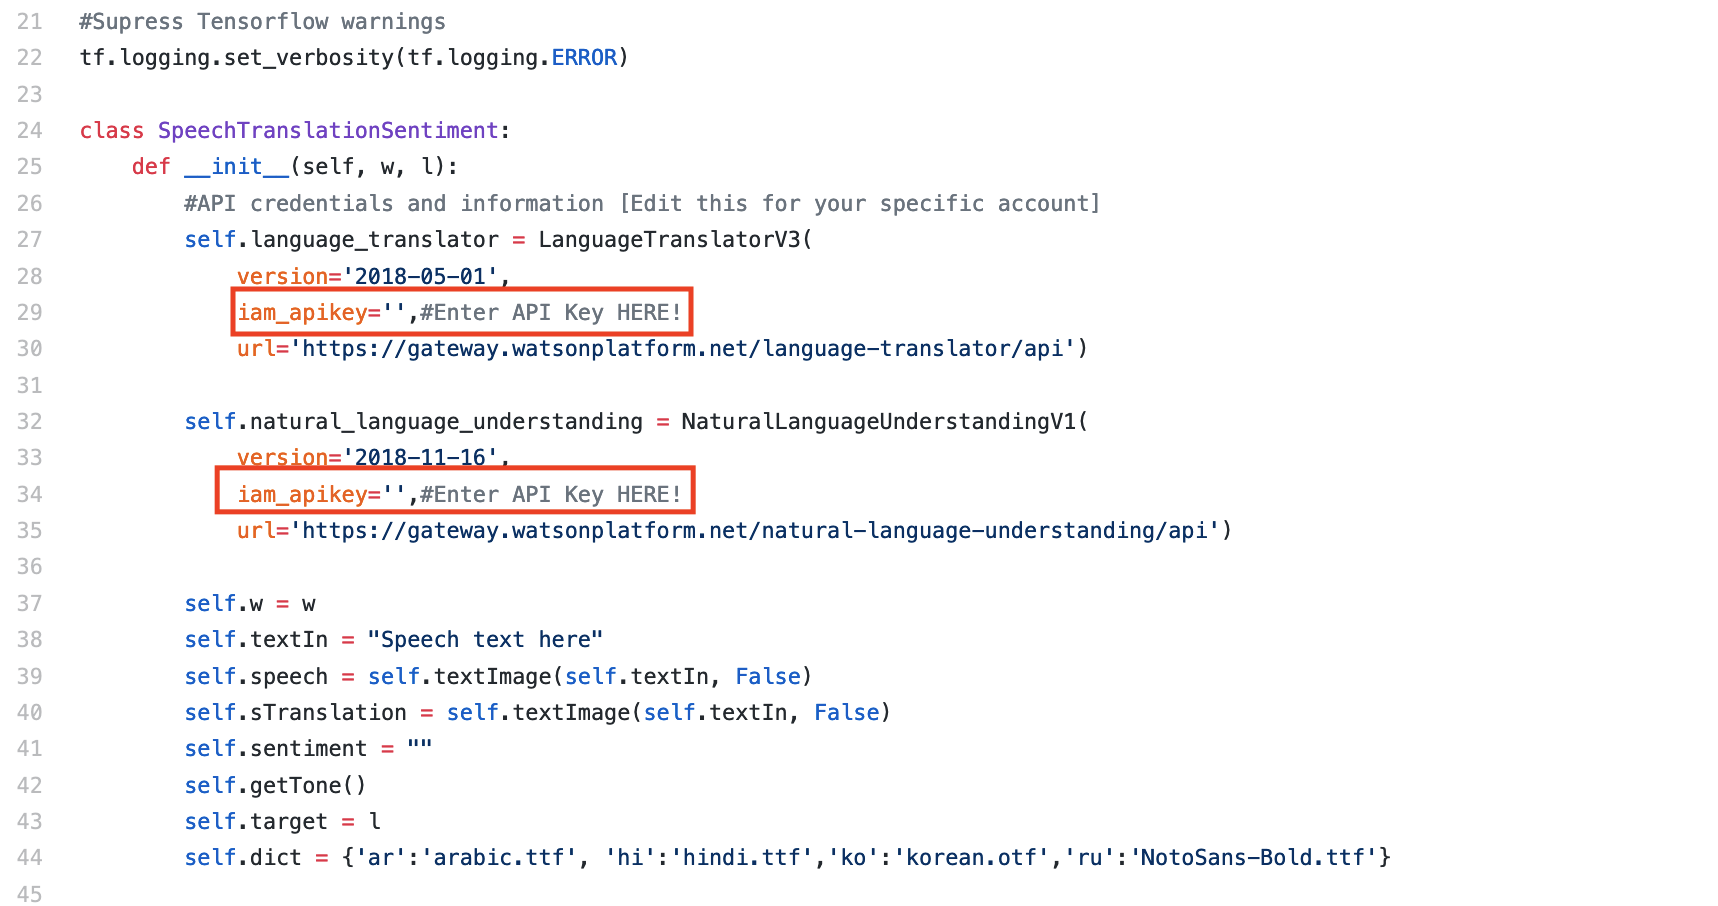 21 #Supress Tensorflow warnings
22 tf.logging.set_verbosity(tf.logging.ERROR)
23
24 class SpeechTranslationSentiment:
25     def __init__(self, w, l):
26         #API credentials and information [Edit this for your specific account]
27         self.language_translator = LanguageTranslatorV3(
28             version='2018-05-01',
29             iam_apikey='',#Enter API Key HERE!
30             url='https://gateway.watsonplatform.net/language-translator/api')
31
32         self.natural_language_understanding = NaturalLanguageUnderstandingV1(
33             version='2018-11-16',
34             iam_apikey='',#Enter API Key HERE!
35             url='https://gateway.watsonplatform.net/natural-language-understanding/api')
36
37         self.w = w
38         self.textIn = "Speech text here"
39         self.speech = self.textImage(self.textIn, False)
40         self.sTranslation = self.textImage(self.textIn, False)
41         self.sentiment = ""
42         self.getTone()
43         self.target = l
44         self.dict = {'ar':'arabic.ttf', 'hi':'hindi.ttf','ko':'korean.otf','ru':'NotoSans-Bold.ttf'}
45